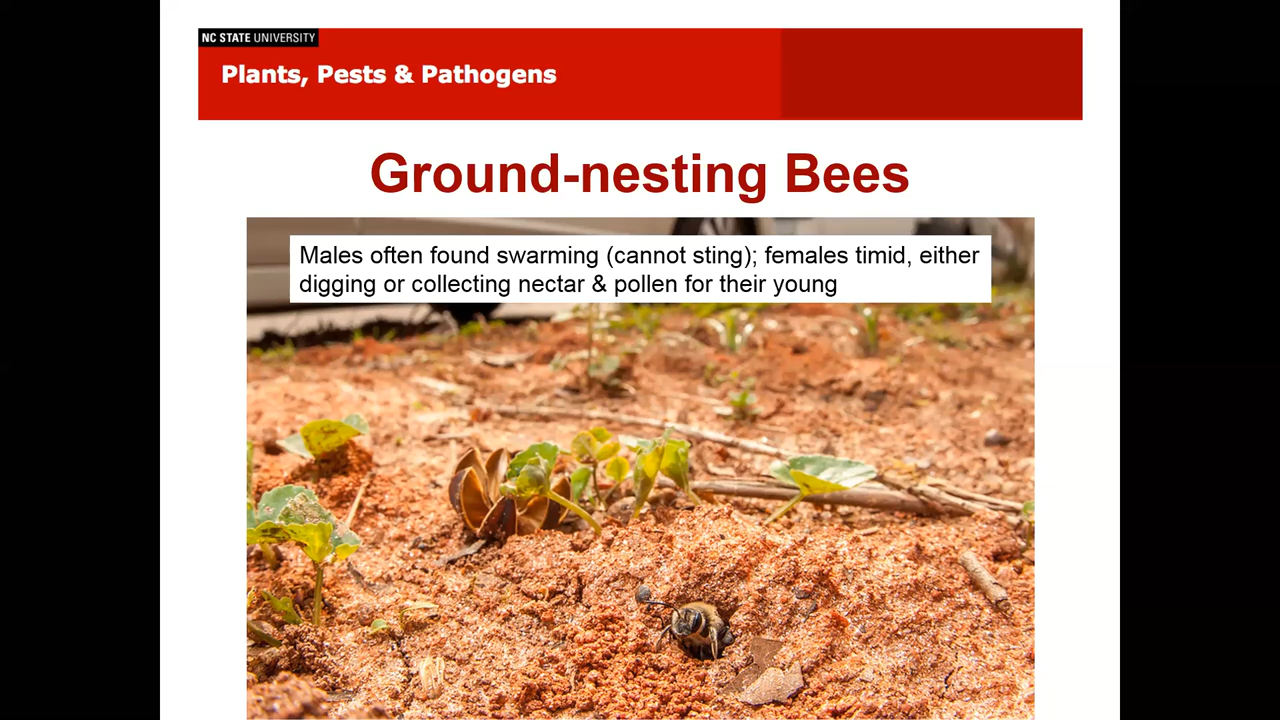 NC STATE UNIVERSITY
Plants, Pests & Pathogens
Ground-nesting Bees
Males often found swarming (cannot sting); females timid, either
digging or collecting nectar & pollen for their young